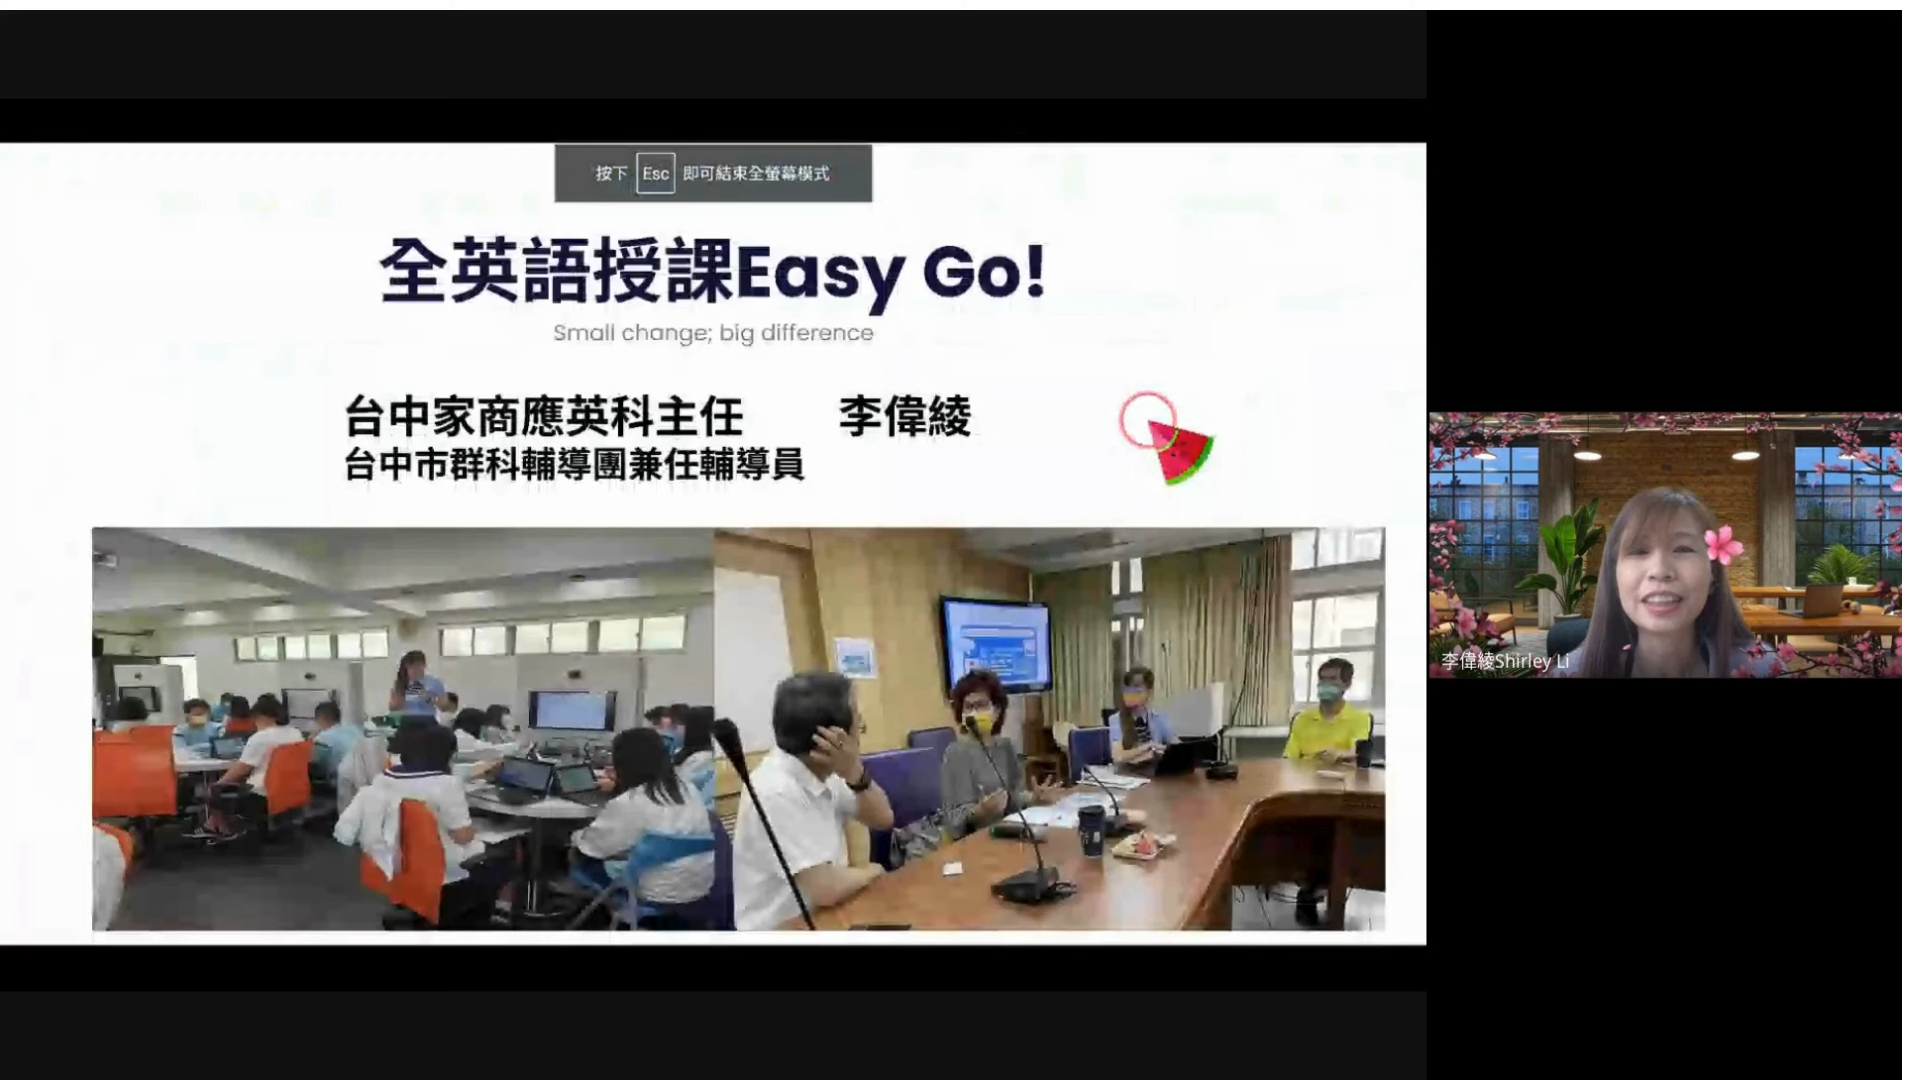 按下 Esc 即可結束全螢幕模式
全英語授課Easy Go!
Small change; big difference
台中家商應英科主任 李偉綾
台中市群科輔導團兼任輔導員
李偉綾Shirley Li